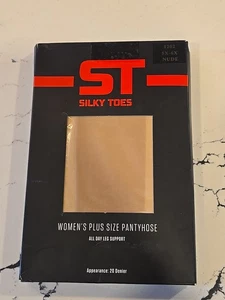 ST
SILKY TOES
WOMEN'S PLUS SIZE PANTYHOSE
ALL DAY LEG SUPPORT
Appearance: 20 Denier